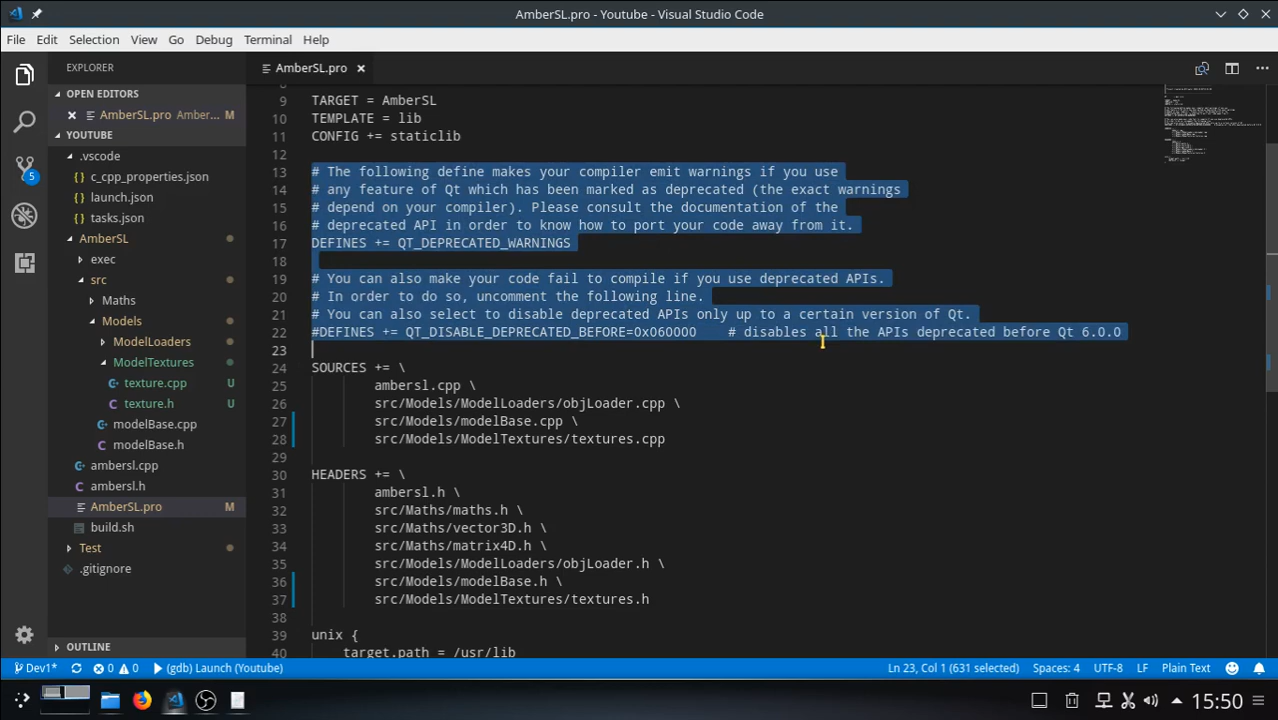 AmberSL.pro - Youtube - Visual Studio Code
File Edit Selection View Go Debug Terminal Help
EXPLORER
OPEN EDITORS
AmberSL.pro Amber... M
YOUTUBE
.vscode
c_cpp_properties.json
launch.json
tasks.json
AmberSL
exec
src
Maths
Models
ModelLoaders
ModelTextures
texture.cpp U
texture.h U
modelBase.cpp
modelBase.h
ambersl.cpp
ambersl.h
AmberSL.pro M
build.sh
Test
.gitignore
OUTLINE
5
AmberSL.pro
9 TARGET = AmberSL
10 TEMPLATE = lib
11 CONFIG += staticlib
12
13 # The following define makes your compiler emit warnings if you use
14 # any feature of Qt which has been marked as deprecated (the exact warnings
15 # depend on your compiler). Please consult the documentation of the
16 # deprecated API in order to know how to port your code away from it.
17 DEFINES += QT_DEPRECATED_WARNINGS
18
19 # You can also make your code fail to compile if you use deprecated APIs.
20 # In order to do so, uncomment the following line.
21 # You can also select to disable deprecated APIs only up to a certain version of Qt.
22 #DEFINES += QT_DISABLE_DEPRECATED_BEFORE=0x060000    # disables all the APIs deprecated before Qt 6.0.0
23
24 SOURCES += \
25 ambersl.cpp \
26 src/Models/ModelLoaders/objLoader.cpp \
27 src/Models/modelBase.cpp \
28 src/Models/ModelTextures/textures.cpp
29
30 HEADERS += \
31 ambersl.h \
32 src/Maths/maths.h \
33 src/Maths/vector3D.h \
34 src/Maths/matrix4D.h \
35 src/Models/ModelLoaders/objLoader.h \
36 src/Models/modelBase.h \
37 src/Models/ModelTextures/textures.h
38
39 unix {
40 target.path = /usr/lib
Dev1* 0 0 (gdb) Launch (Youtube) Ln 23, Col 1 (631 selected) Spaces: 4 UTF-8 LF Plain Text
15:50